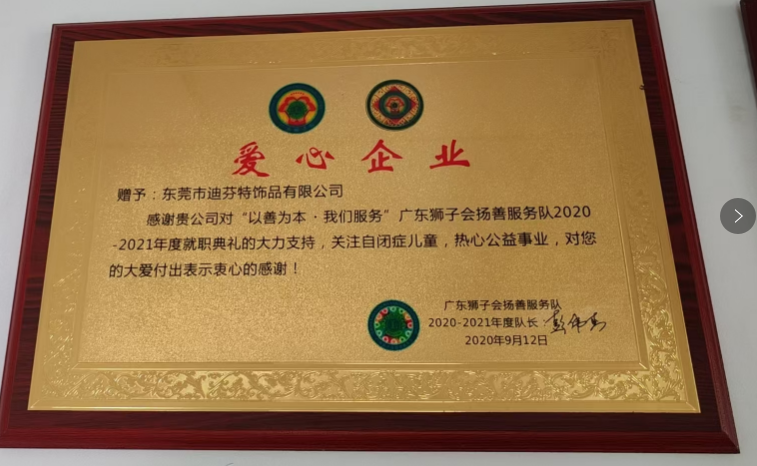 爱心企业
赠予：东莞市迪芬特饰品有限公司
感谢贵公司对“以善为本·我们服务”广东狮子会扬善服务队2020
-2021年度就职典礼的大力支持，关注自闭症儿童，热心公益事业，对您
的大爱付出表示衷心的感谢！
广东狮子会扬善服务队
2020-2021年度队长：
2020年9月12日